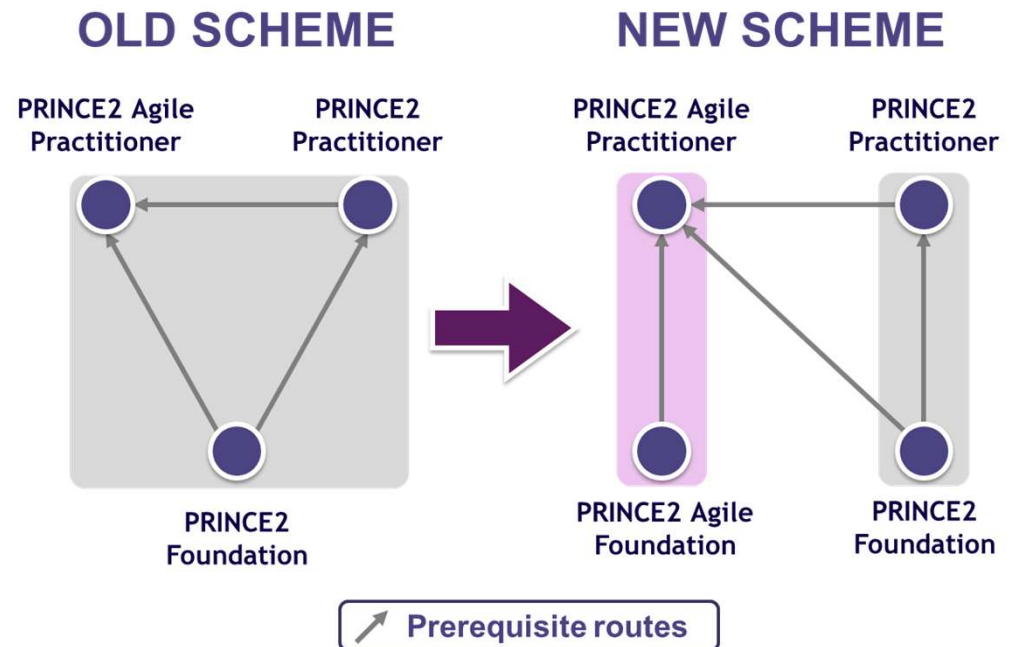 OLD SCHEME
PRINCE2 Agile
Practitioner
PRINCE2
Practitioner
PRINCE2
Foundation
NEW SCHEME
PRINCE2 Agile
Practitioner
PRINCE2
Practitioner
PRINCE2 Agile
Foundation
PRINCE2
Foundation
Prerequisite routes